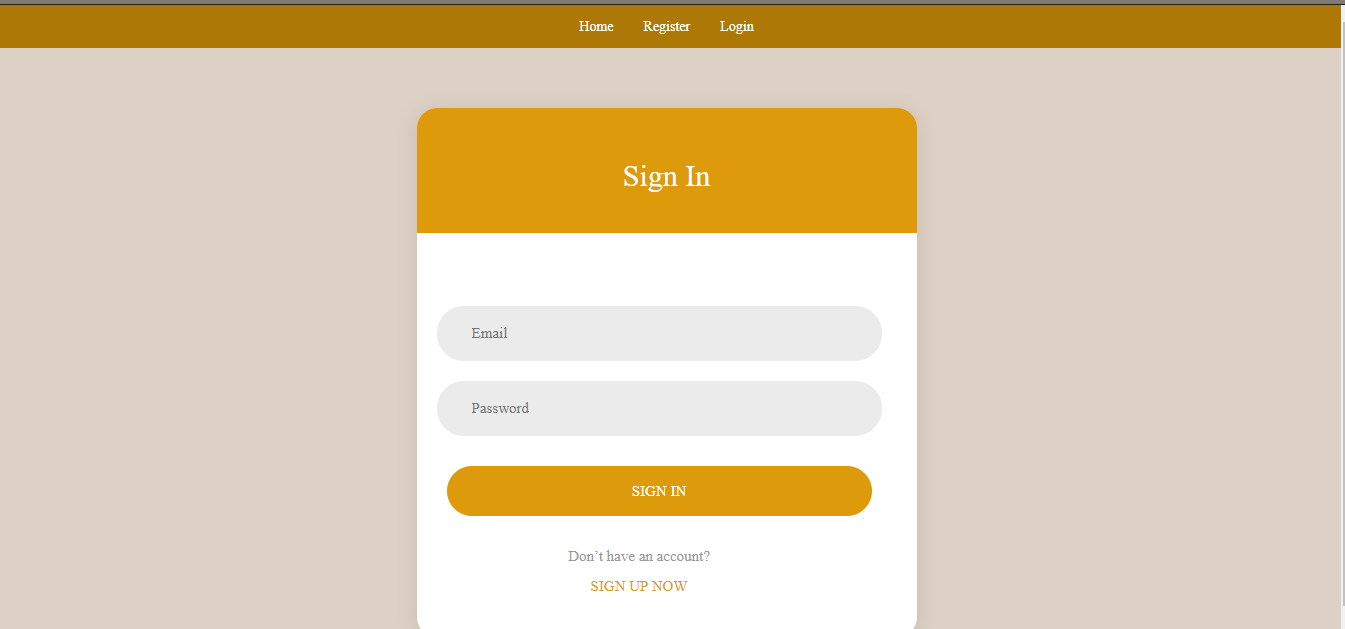 Home Register Login
Sign In
Email
Password
SIGN IN
Don’t have an account?
SIGN UP NOW